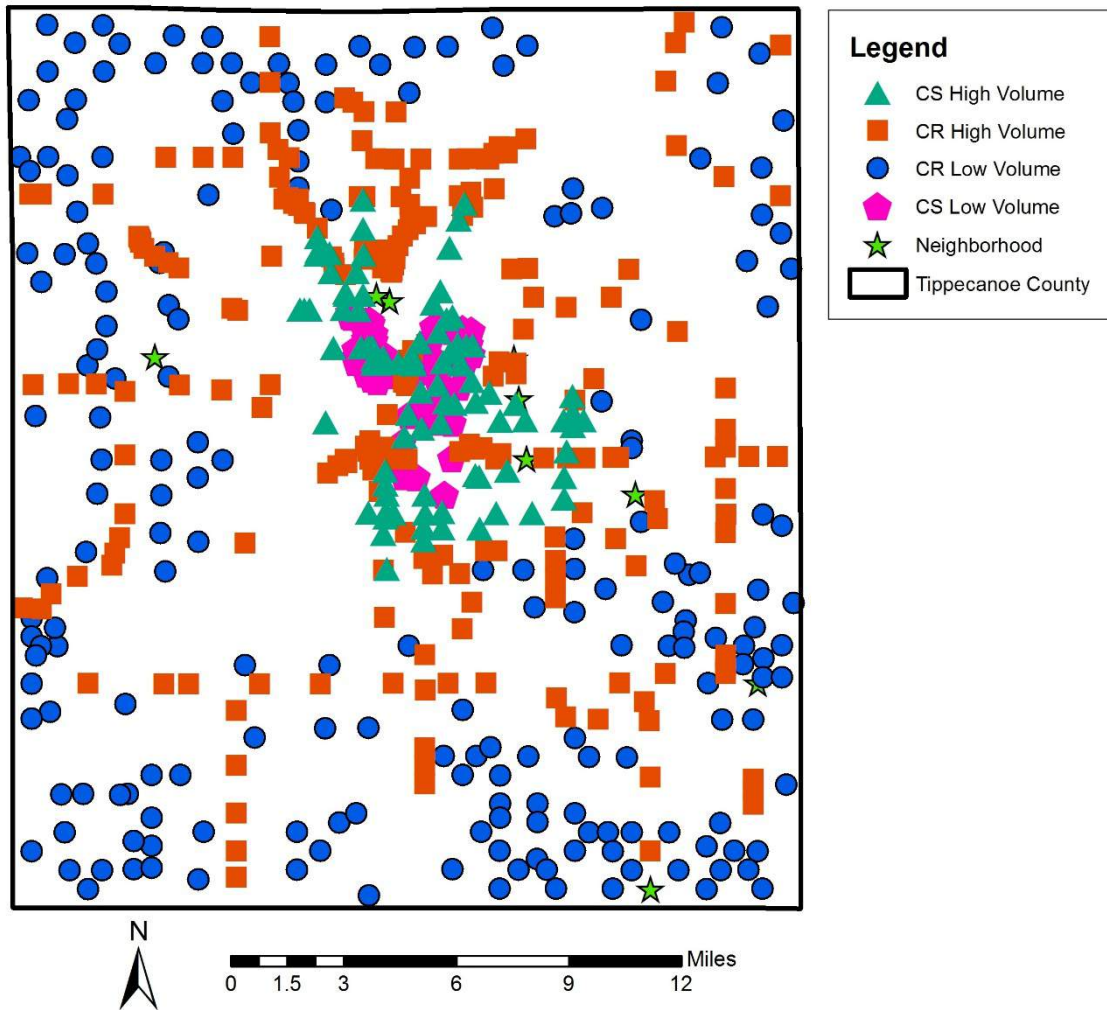 Legend
CS High Volume
CR High Volume
CR Low Volume
CS Low Volume
Neighborhood
Tippecanoe County
N
Miles
0 1.5 3 6 9 12